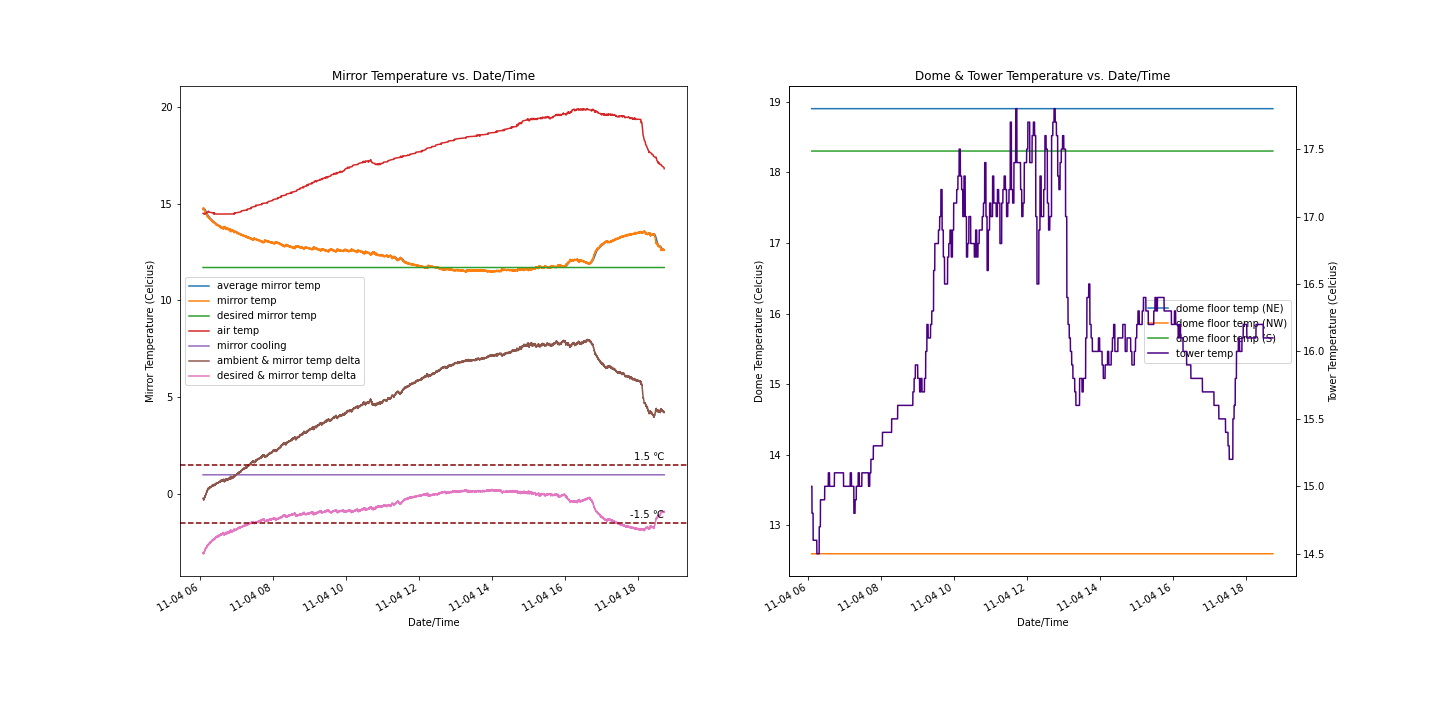 Mirror Temperature vs. Date/Time
Mirror Temperature (Celcius)
20
15
10
5
0
average mirror temp
mirror temp
desired mirror temp
air temp
mirror cooling
ambient & mirror temp delta
desired & mirror temp delta
1.5 °C
-1.5 °C
11-04 06
11-04 08
11-04 10
11-04 12
11-04 14
11-04 16
11-04 18
Date/Time
Dome & Tower Temperature vs. Date/Time
Dome Temperature (Celcius)
19
18
17
16
15
14
13
dome floor temp (NE)
dome floor temp (NW)
dome floor temp (S)
tower temp
17.5
17.0
16.5
16.0
15.5
15.0
14.5
Tower Temperature (Celcius)
11-04 06
11-04 08
11-04 10
11-04 12
11-04 14
11-04 16
11-04 18
Date/Time